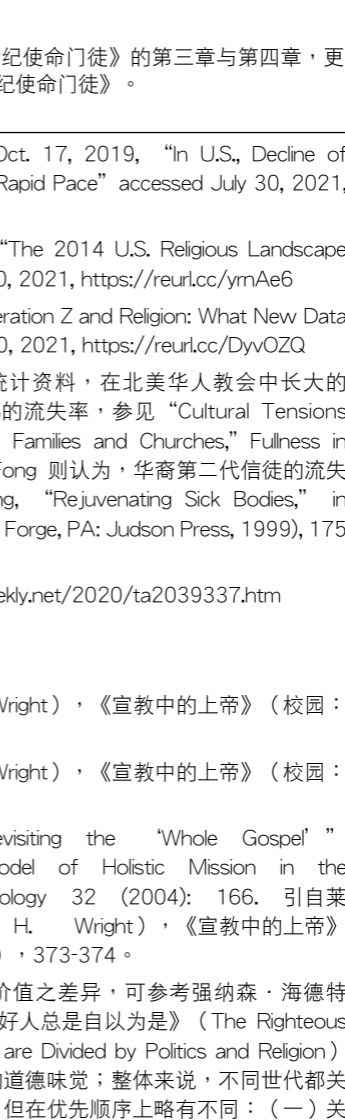 纪使命门徒》的第三章与第四章，更
纪使命门徒》。
Oct. 17, 2019, “In U.S., Decline of
Rapid Pace”accessed July 30, 2021,
“The 2014 U.S. Religious Landscape
0, 2021, https://reurl.cc/yrnAe6
eration Z and Religion: What New Data
0, 2021, https://reurl.cc/DyvOZQ
统计资料，在北美华人教会中长大的
的流失率，参见“Cultural Tensions
Families and Churches,”Fullness in
Fong 则认为，华裔第二代信徒的流失
ng, “Rejuvenating Sick Bodies,” in
Forge, PA: Judson Press, 1999), 175
ekly.net/2020/ta2039337.htm
Wright），《宣教中的上帝》（校园：
Wright），《宣教中的上帝》（校园：
evisiting the ‘Whole Gospel’”
odel of Holistic Mission in the
ology 32 (2004): 166. 引自莱
H. Wright），《宣教中的上帝》
），373-374。
价值之差异，可参考强纳森．海德特
好人总是自以为是》（The Righteous
are Divided by Politics and Religion）
的道德味觉；整体来说，不同世代都关
但在优先顺序上略有不同：（一）关